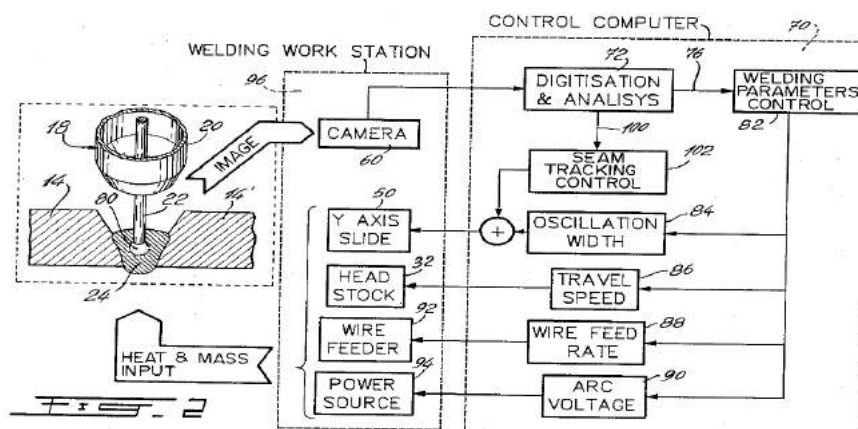 CONTROL COMPUTER
70
WELDING WORK STATION
96
72
DIGITISATION
& ANALISYS
76
WELDING
PARAMETERS
CONTROL
82
18
20
IMAGE
CAMERA
60
100
SEAM
TRACKING
CONTROL
102
14
80
22
14'
24
50
Y AXIS
SLIDE
+
OSCILLATION
WIDTH
84
32
HEAD
STOCK
TRAVEL
SPEED
86
92
WIRE
FEEDER
WIRE FEED
RATE
88
HEAT & MASS
INPUT
94
POWER
SOURCE
ARC
VOLTAGE
90
FIG. 2